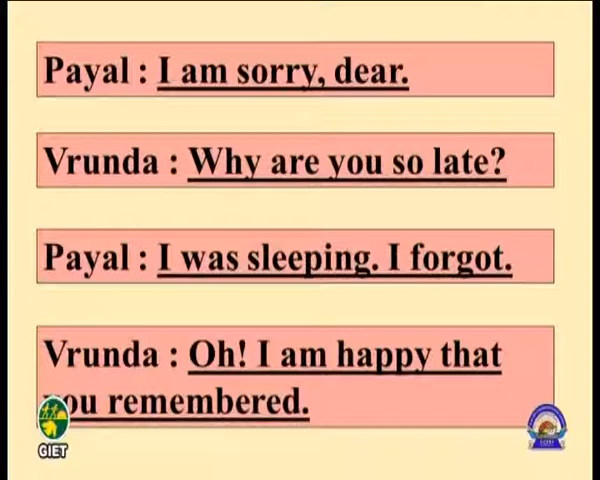 Payal : I am sorry, dear.
Vrunda : Why are you so late?
Payal : I was sleeping. I forgot.
Vrunda : Oh! I am happy that
you remembered.
GIET